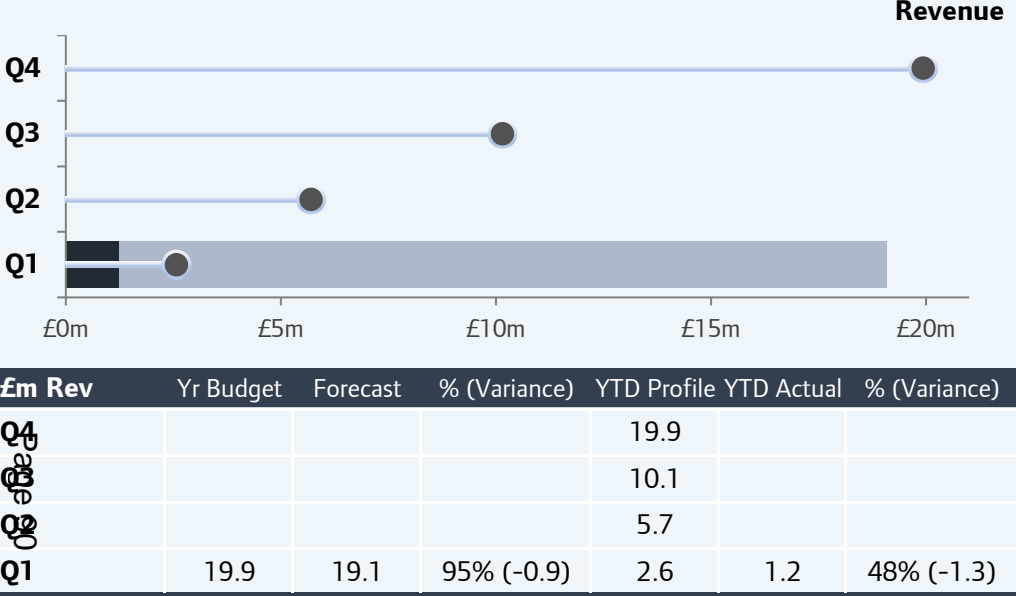 Revenue
Q4
Q3
Q2
Q1
£0m £5m £10m £15m £20m
£m Rev Yr Budget Forecast % (Variance) YTD Profile YTD Actual % (Variance)
Q4 19.9
Q3 10.1
Q2 5.7
Q1 19.9 19.1 95% (-0.9) 2.6 1.2 48% (-1.3)
Page